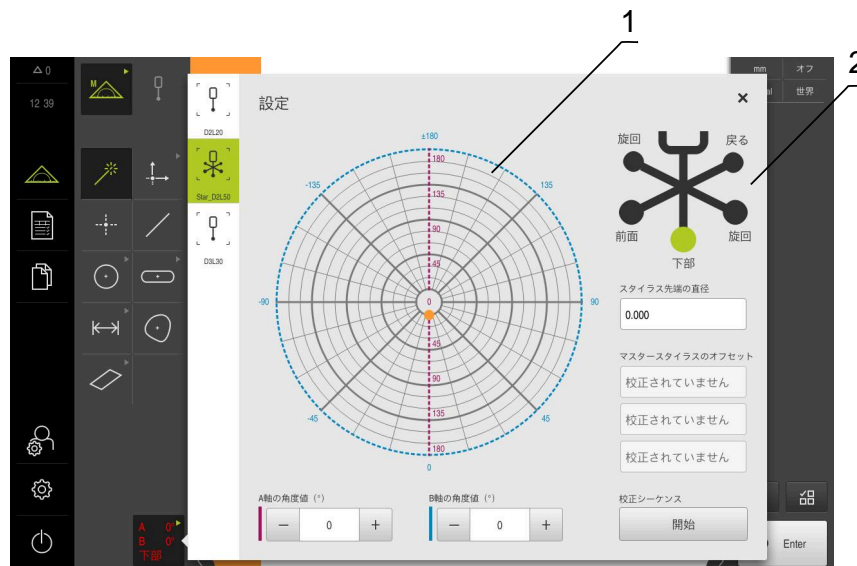 1
2
0
12 39
M
mm オフ
al 世界
D2L20
Star_D2L50
D3L30
設定
×
±180
180
-135
135
135
90
45
-90
0
90
45
90
-45
135
45
180
0
旋回
戻る
前面
旋回
下部
スタイラス先端の直径
0.000
マスタースタイラスのオフセット
校正されていません
校正されていません
校正されていません
A軸の角度値 (°)
B軸の角度値 (°)
校正シーケンス
− 0 +
− 0 +
開始
A 0°
B 0°
下部
Enter